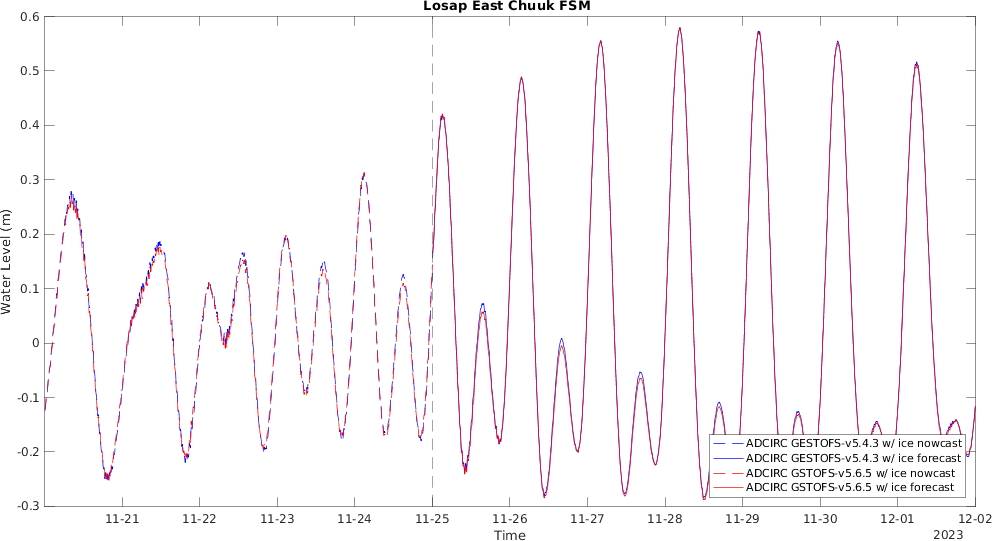 Losap East Chuuk FSM
0.6
0.5
0.4
0.3
0.2
0.1
0
-0.1
-0.2
-0.3
Water Level (m)
ADCIRC GESTOFS-v5.4.3 w/ ice nowcast
ADCIRC GESTOFS-v5.4.3 w/ ice forecast
ADCIRC GSTOFS-v5.6.5 w/ ice nowcast
ADCIRC GSTOFS-v5.6.5 w/ ice forecast
11-21 11-22 11-23 11-24 11-25 11-26 11-27 11-28 11-29 11-30 12-01 12-02
Time
2023